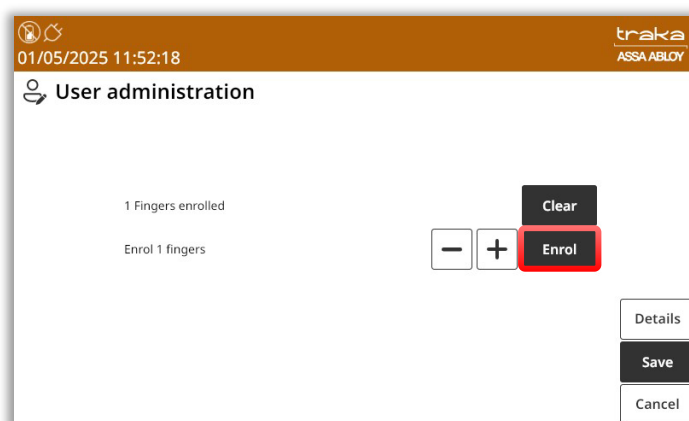 traka
01/05/2025 11:52:18
ASSA ABLOY
User administration
1 Fingers enrolled
Clear
Enrol 1 fingers
− + Enrol
Details
Save
Cancel